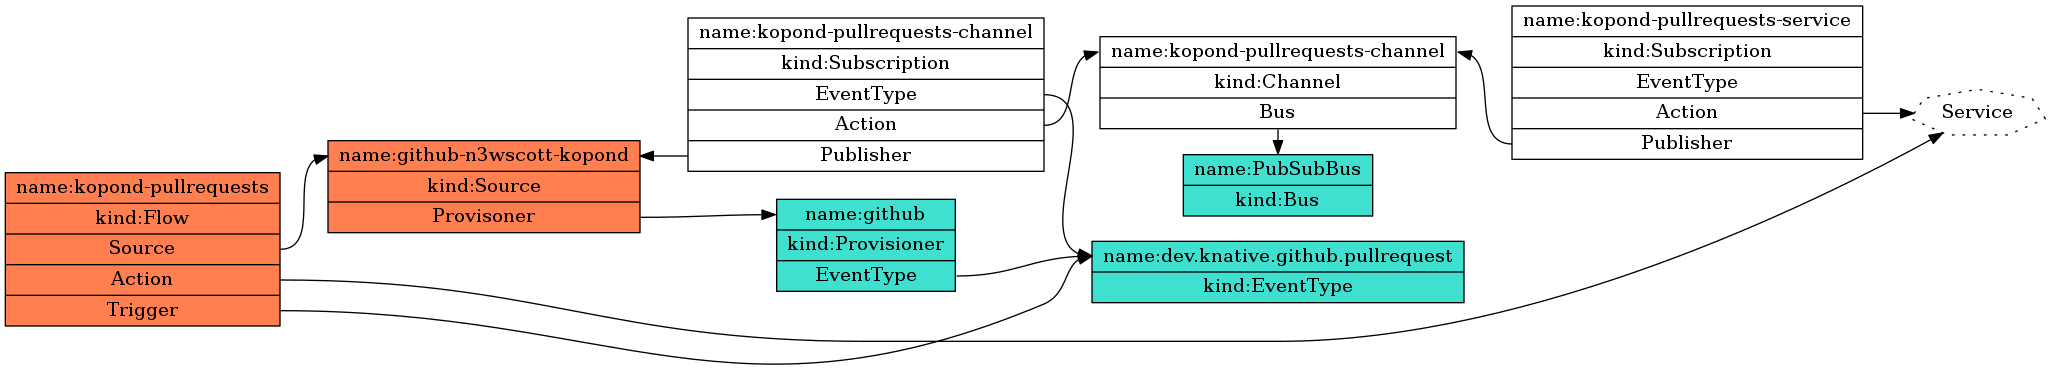 name:kopond-pullrequests
kind:Flow
Source
Action
Trigger
name:github-n3wscott-kopond
kind:Source
Provisoner
name:kopond-pullrequests-channel
kind:Subscription
EventType
Action
Publisher
name:github
kind:Provisioner
EventType
name:kopond-pullrequests-channel
kind:Channel
Bus
name:PubSubBus
kind:Bus
name:dev.knative.github.pullrequest
kind:EventType
name:kopond-pullrequests-service
kind:Subscription
EventType
Action
Publisher
Service